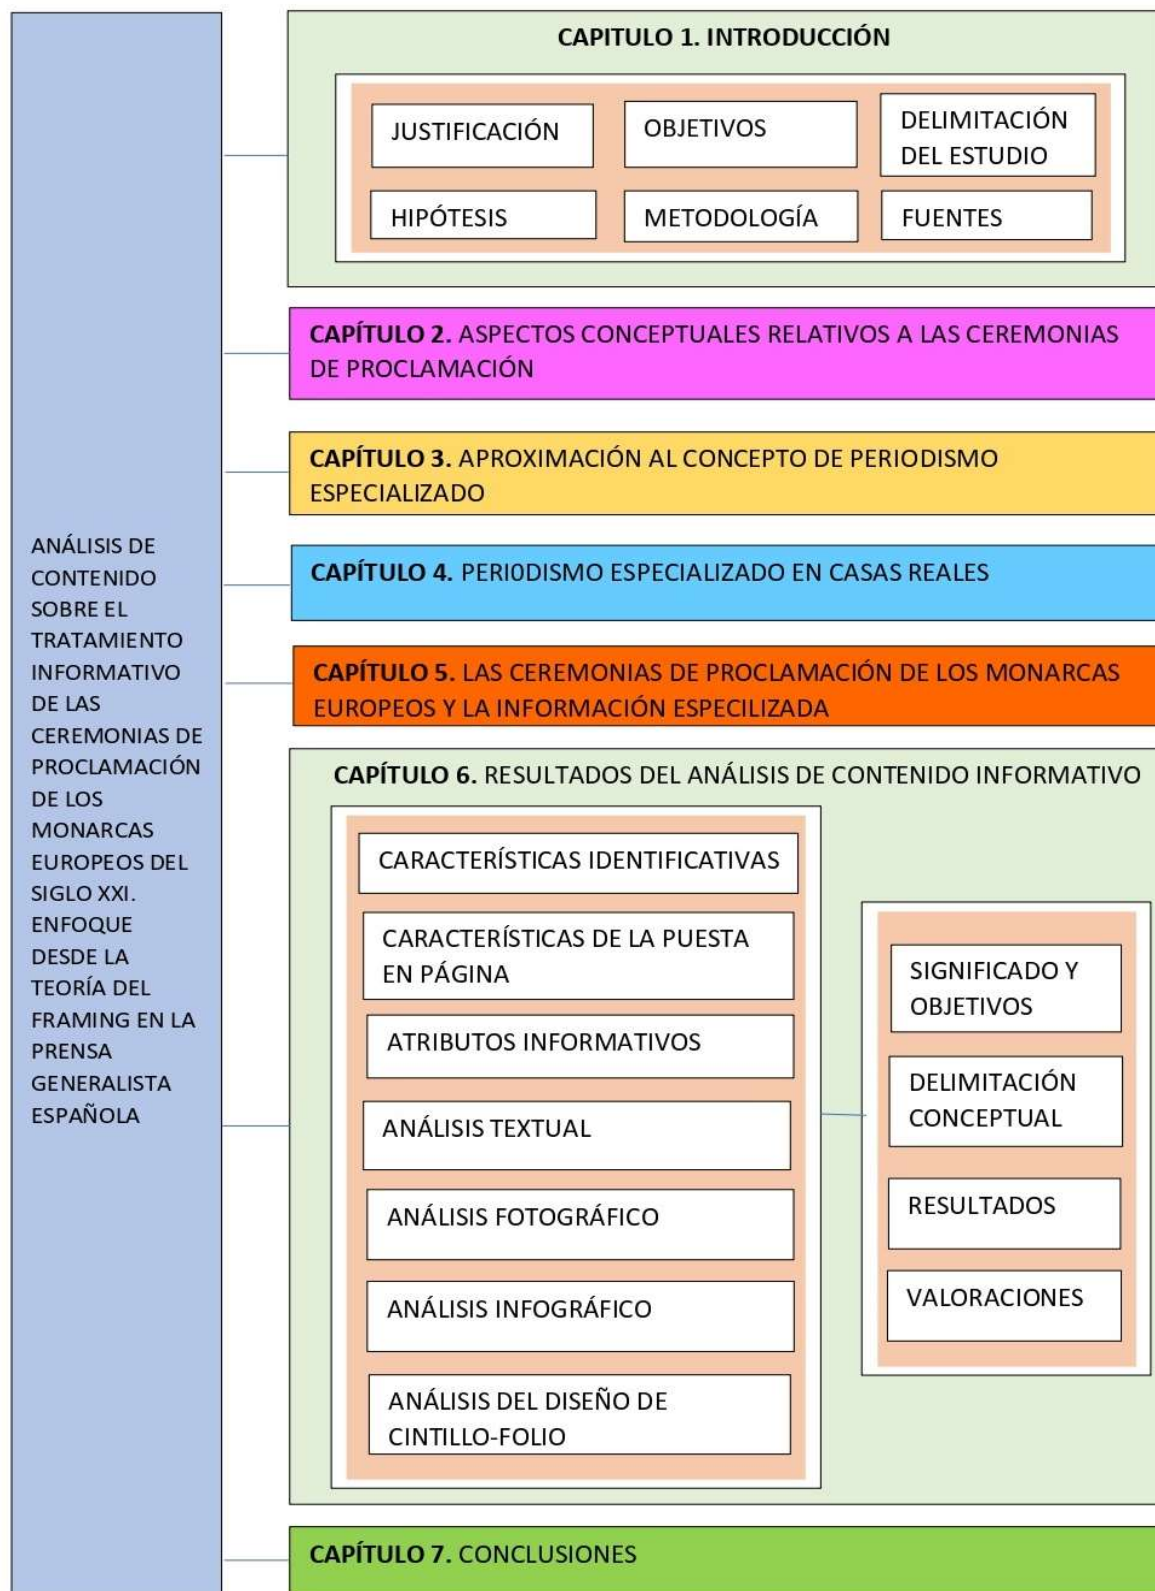 ANÁLISIS DE
CONTENIDO
SOBRE EL
TRATAMIENTO
INFORMATIVO
DE LAS
CEREMONIAS DE
PROCLAMACIÓN
DE LOS
MONARCAS
EUROPEOS DEL
SIGLO XXI.
ENFOQUE
DESDE LA
TEORÍA DEL
FRAMING EN LA
PRENSA
GENERALISTA
ESPAÑOLA
CAPITULO 1. INTRODUCCIÓN
JUSTIFICACIÓN
OBJETIVOS
DELIMITACIÓN
DEL ESTUDIO
HIPÓTESIS
METODOLOGÍA
FUENTES
CAPÍTULO 2. ASPECTOS CONCEPTUALES RELATIVOS A LAS CEREMONIAS
DE PROCLAMACIÓN
CAPÍTULO 3. APROXIMACIÓN AL CONCEPTO DE PERIODISMO
ESPECIALIZADO
CAPÍTULO 4. PERI0DISMO ESPECIALIZADO EN CASAS REALES
CAPÍTULO 5. LAS CEREMONIAS DE PROCLAMACIÓN DE LOS MONARCAS
EUROPEOS Y LA INFORMACIÓN ESPECILIZADA
CAPÍTULO 6. RESULTADOS DEL ANÁLISIS DE CONTENIDO INFORMATIVO
CARACTERÍSTICAS IDENTIFICATIVAS
CARACTERÍSTICAS DE LA PUESTA
EN PÁGINA
ATRIBUTOS INFORMATIVOS
ANÁLISIS TEXTUAL
ANÁLISIS FOTOGRÁFICO
ANÁLISIS INFOGRÁFICO
ANÁLISIS DEL DISEÑO DE
CINTILLO-FOLIO
SIGNIFICADO Y
OBJETIVOS
DELIMITACIÓN
CONCEPTUAL
RESULTADOS
VALORACIONES
CAPÍTULO 7. CONCLUSIONES